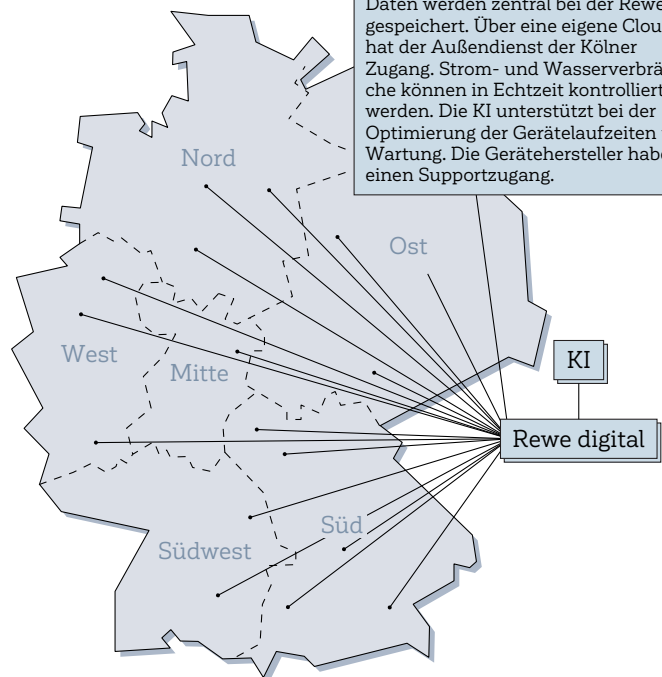 Daten werden zentral bei der Rewe
gespeichert. Über eine eigene Clou
hat der Außendienst der Kölner
Zugang. Strom- und Wasserverbräu
che können in Echtzeit kontrolliert
werden. Die KI unterstützt bei der
Optimierung der Gerätelaufzeiten
Wartung. Die Gerätehersteller habe
einen Supportzugang.
Nord
Ost
West
Mitte
KI
Rewe digital
Süd
Südwest